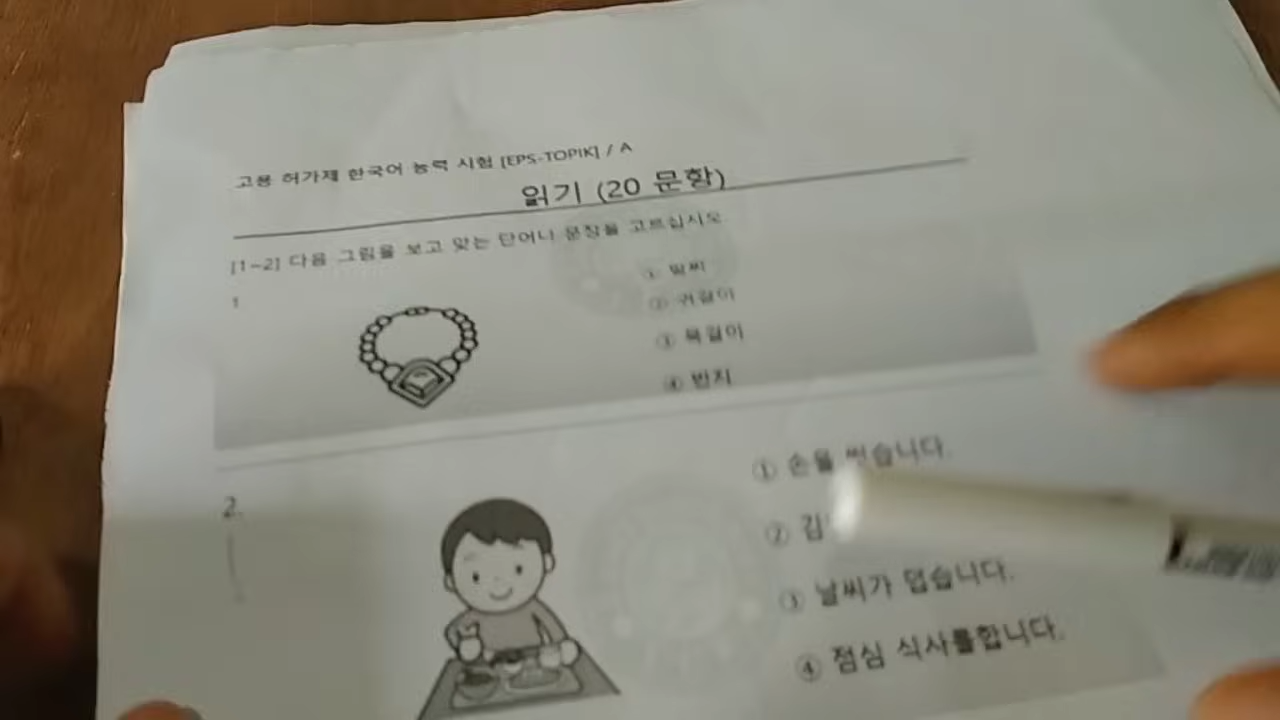 고용 허가제 한국어 능력 시험 [EPS-TOPIK] / A
읽기 (20 문항)
[1~2] 다음 그림을 보고 맞는 단어나 문장을 고르십시오
1
①
② 귀걸이
③ 목걸이
④ 반지
2.
① 손을 씻습니다.
②
③ 날씨가 덥습니다.
④ 점심 식사를합니다.